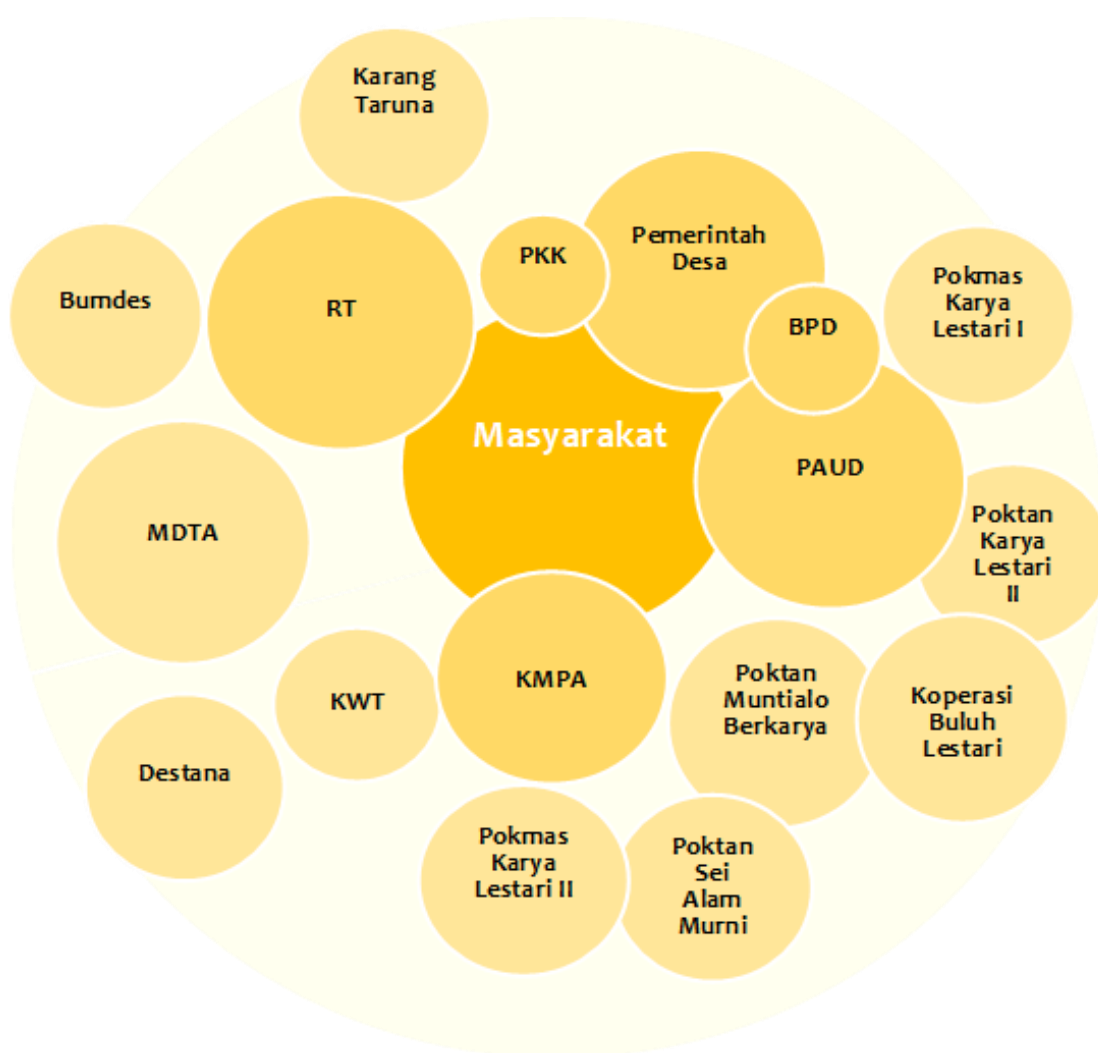 Karang
Taruna
PKK
Pemerintah
Desa
Pokmas
Karya
Lestari I
Bumdes
RT
BPD
Masyarakat
PAUD
MDTA
Poktan
Karya
Lestari
II
KWT
KMPA
Poktan
Muntialo
Berkarya
Koperasi
Buluh
Lestari
Destana
Pokmas
Karya
Lestari II
Poktan
Sei
Alam
Murni